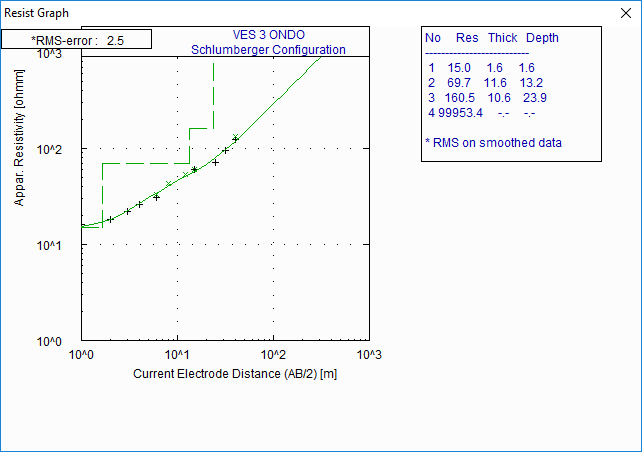 Resist Graph
*RMS-error : 2.5
VES 3 ONDO
Schlumberger Configuration
10^3
10^2
10^1
10^0
Appar. Resistivity [ohmm]
10^0 10^1 10^2 10^3
Current Electrode Distance (AB/2) [m]
No Res Thick Depth
---------------------------
1 15.0 1.6 1.6
2 69.7 11.6 13.2
3 160.5 10.6 23.9
4 99953.4 -.- -.-
* RMS on smoothed data